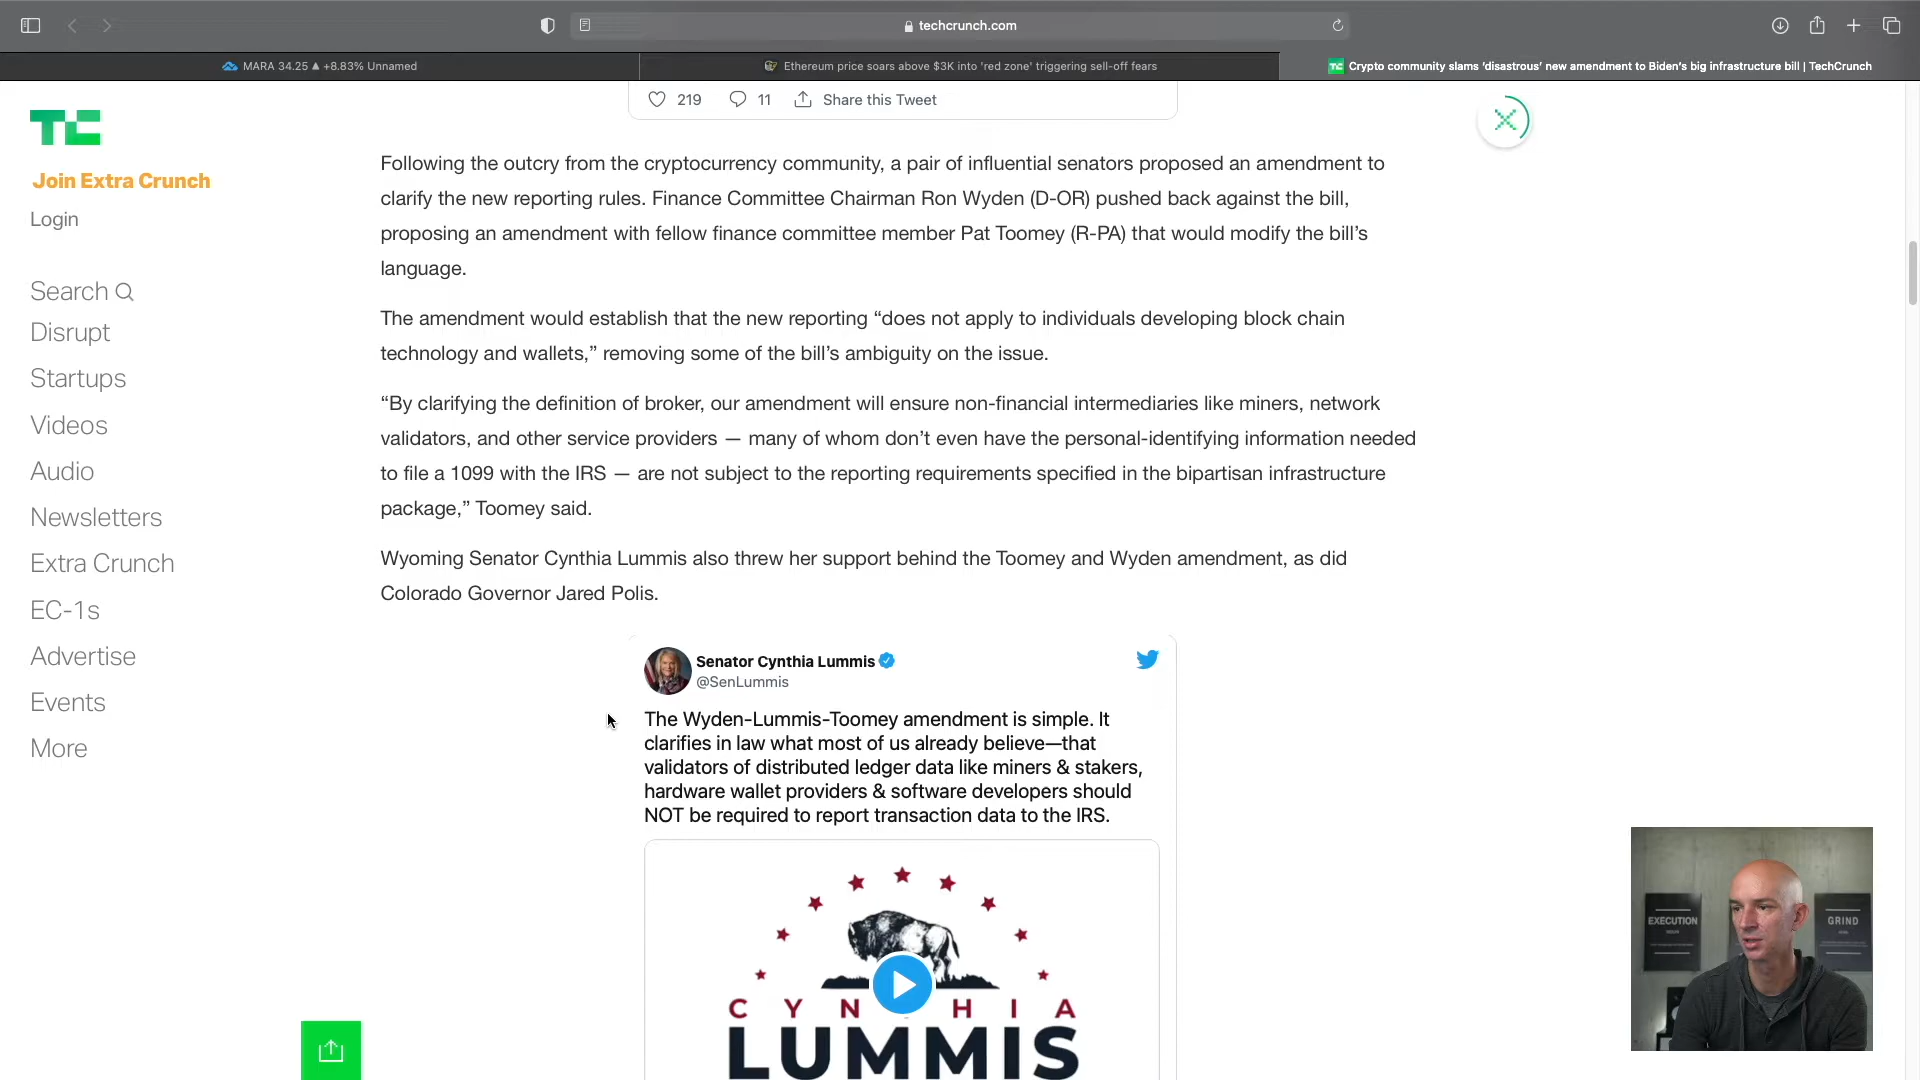 techcrunch.com
MARA 34.25 ▲ +8.83% Unnamed
Ethereum price soars above $3K into 'red zone' triggering sell-off fears
TC Crypto community slams 'disastrous' new amendment to Biden's big infrastructure bill | TechCrunch
219 11 Share this Tweet
TC
Join Extra Crunch
Login
Search
Disrupt
Startups
Videos
Audio
Newsletters
Extra Crunch
EC-1s
Advertise
Events
More
Following the outcry from the cryptocurrency community, a pair of influential senators proposed an amendment to
clarify the new reporting rules. Finance Committee Chairman Ron Wyden (D-OR) pushed back against the bill,
proposing an amendment with fellow finance committee member Pat Toomey (R-PA) that would modify the bill’s
language.
The amendment would establish that the new reporting “does not apply to individuals developing block chain
technology and wallets,” removing some of the bill’s ambiguity on the issue.
“By clarifying the definition of broker, our amendment will ensure non-financial intermediaries like miners, network
validators, and other service providers — many of whom don’t even have the personal-identifying information needed
to file a 1099 with the IRS — are not subject to the reporting requirements specified in the bipartisan infrastructure
package,” Toomey said.
Wyoming Senator Cynthia Lummis also threw her support behind the Toomey and Wyden amendment, as did
Colorado Governor Jared Polis.
Senator Cynthia Lummis
@SenLummis
The Wyden-Lummis-Toomey amendment is simple. It
clarifies in law what most of us already believe—that
validators of distributed ledger data like miners & stakers,
hardware wallet providers & software developers should
NOT be required to report transaction data to the IRS.
CYNTHIA
LUMMIS
EXECUTION
GRIND